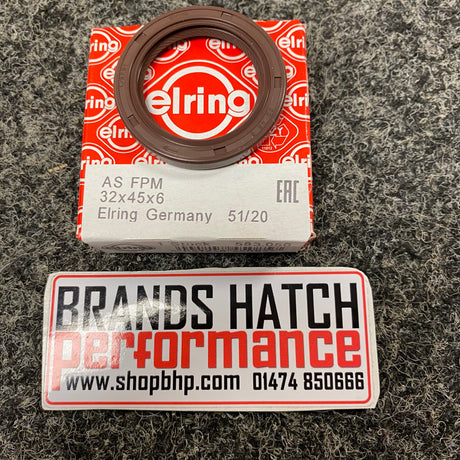 elring
AS FPM
32x45x6
Elring Germany 51/20
EAC
BRANDS HATCH
performance
www.shopbhp.com 01474 850666